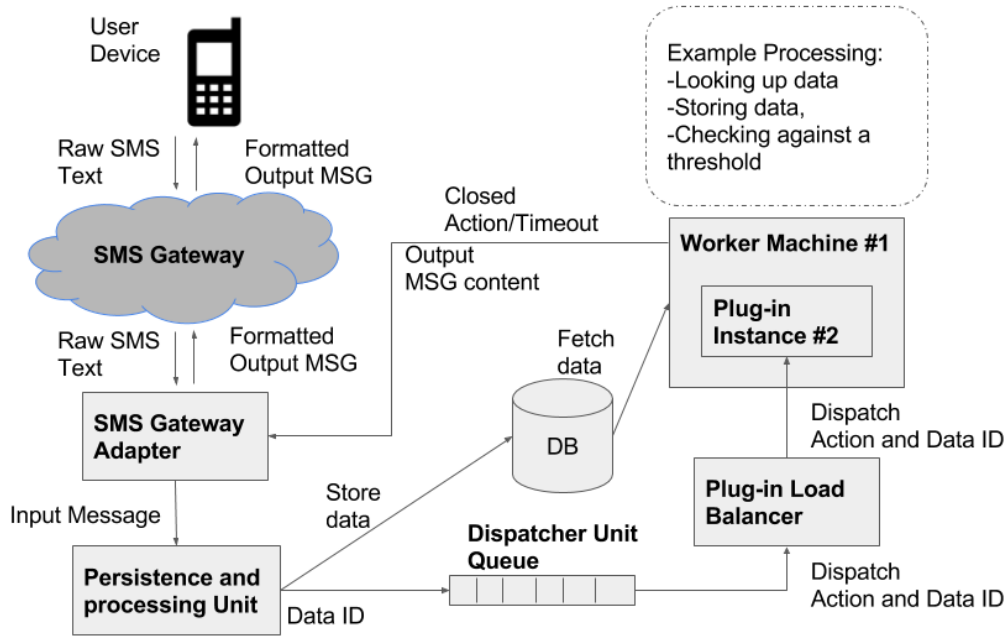 User
Device
Example Processing:
-Looking up data
-Storing data,
-Checking against a
threshold
Raw SMS
Text
Formatted
Output MSG
Closed
Action/Timeout
SMS Gateway
Output
MSG content
Worker Machine #1
Plug-in
Instance #2
Raw SMS
Text
Formatted
Output MSG
Fetch
data
SMS Gateway
Adapter
DB
Dispatch
Action and Data ID
Plug-in Load
Balancer
Input Message
Store
data
Dispatcher Unit
Queue
Persistence and
processing Unit
Data ID
Dispatch
Action and Data ID